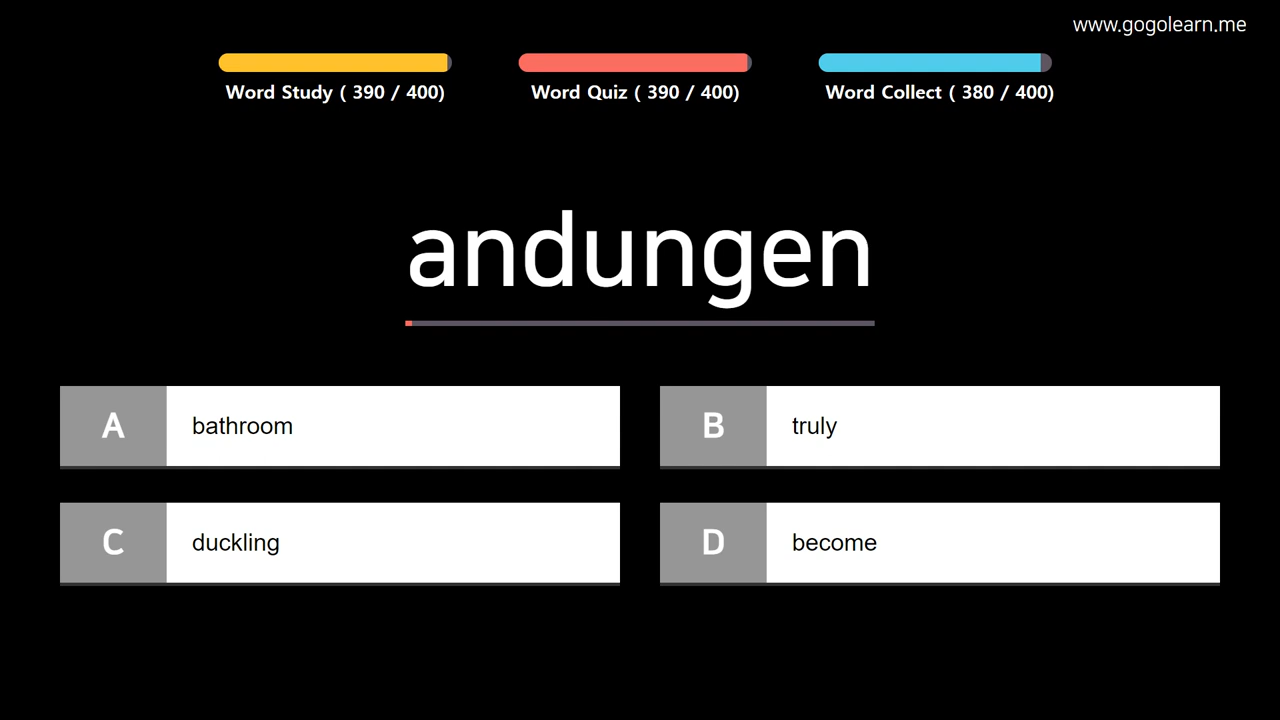 www.gogolearn.me
Word Study ( 390 / 400)
Word Quiz ( 390 / 400)
Word Collect ( 380 / 400)
andungen
A bathroom
B truly
C duckling
D become